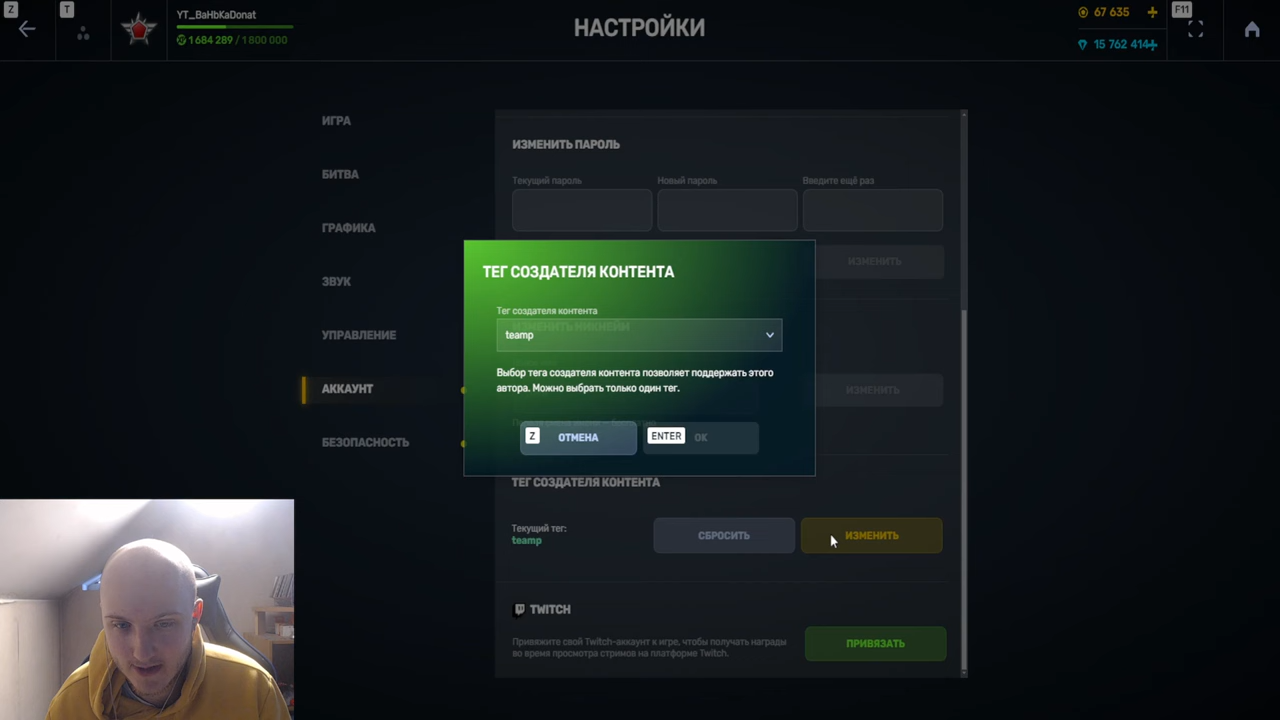 Z
T
YT_BaHbKaDonat
1 684 289 / 1 800 000
НАСТРОЙКИ
67 635
15 762 414
F11
ИГРА
БИТВА
ГРАФИКА
ЗВУК
УПРАВЛЕНИЕ
АККАУНТ
БЕЗОПАСНОСТЬ
ИЗМЕНИТЬ ПАРОЛЬ
Текущий пароль
Новый пароль
Введите ещё раз
ИЗМЕНИТЬ
ТЕГ СОЗДАТЕЛЯ КОНТЕНТА
Тег создателя контента
ИЗМЕНИТЬ НИКНЕЙМ
teamp
Выбор тега создателя контента позволяет поддержать этого
автора. Можно выбрать только один тег.
ИЗМЕНИТЬ
Z ОТМЕНА
ENTER OK
ТЕГ СОЗДАТЕЛЯ КОНТЕНТА
Текущий тег:
teamp
СБРОСИТЬ
ИЗМЕНИТЬ
TWITCH
Привяжите свой Twitch-аккаунт к игре, чтобы получать награды
во время просмотра стримов на платформе Twitch.
ПРИВЯЗАТЬ